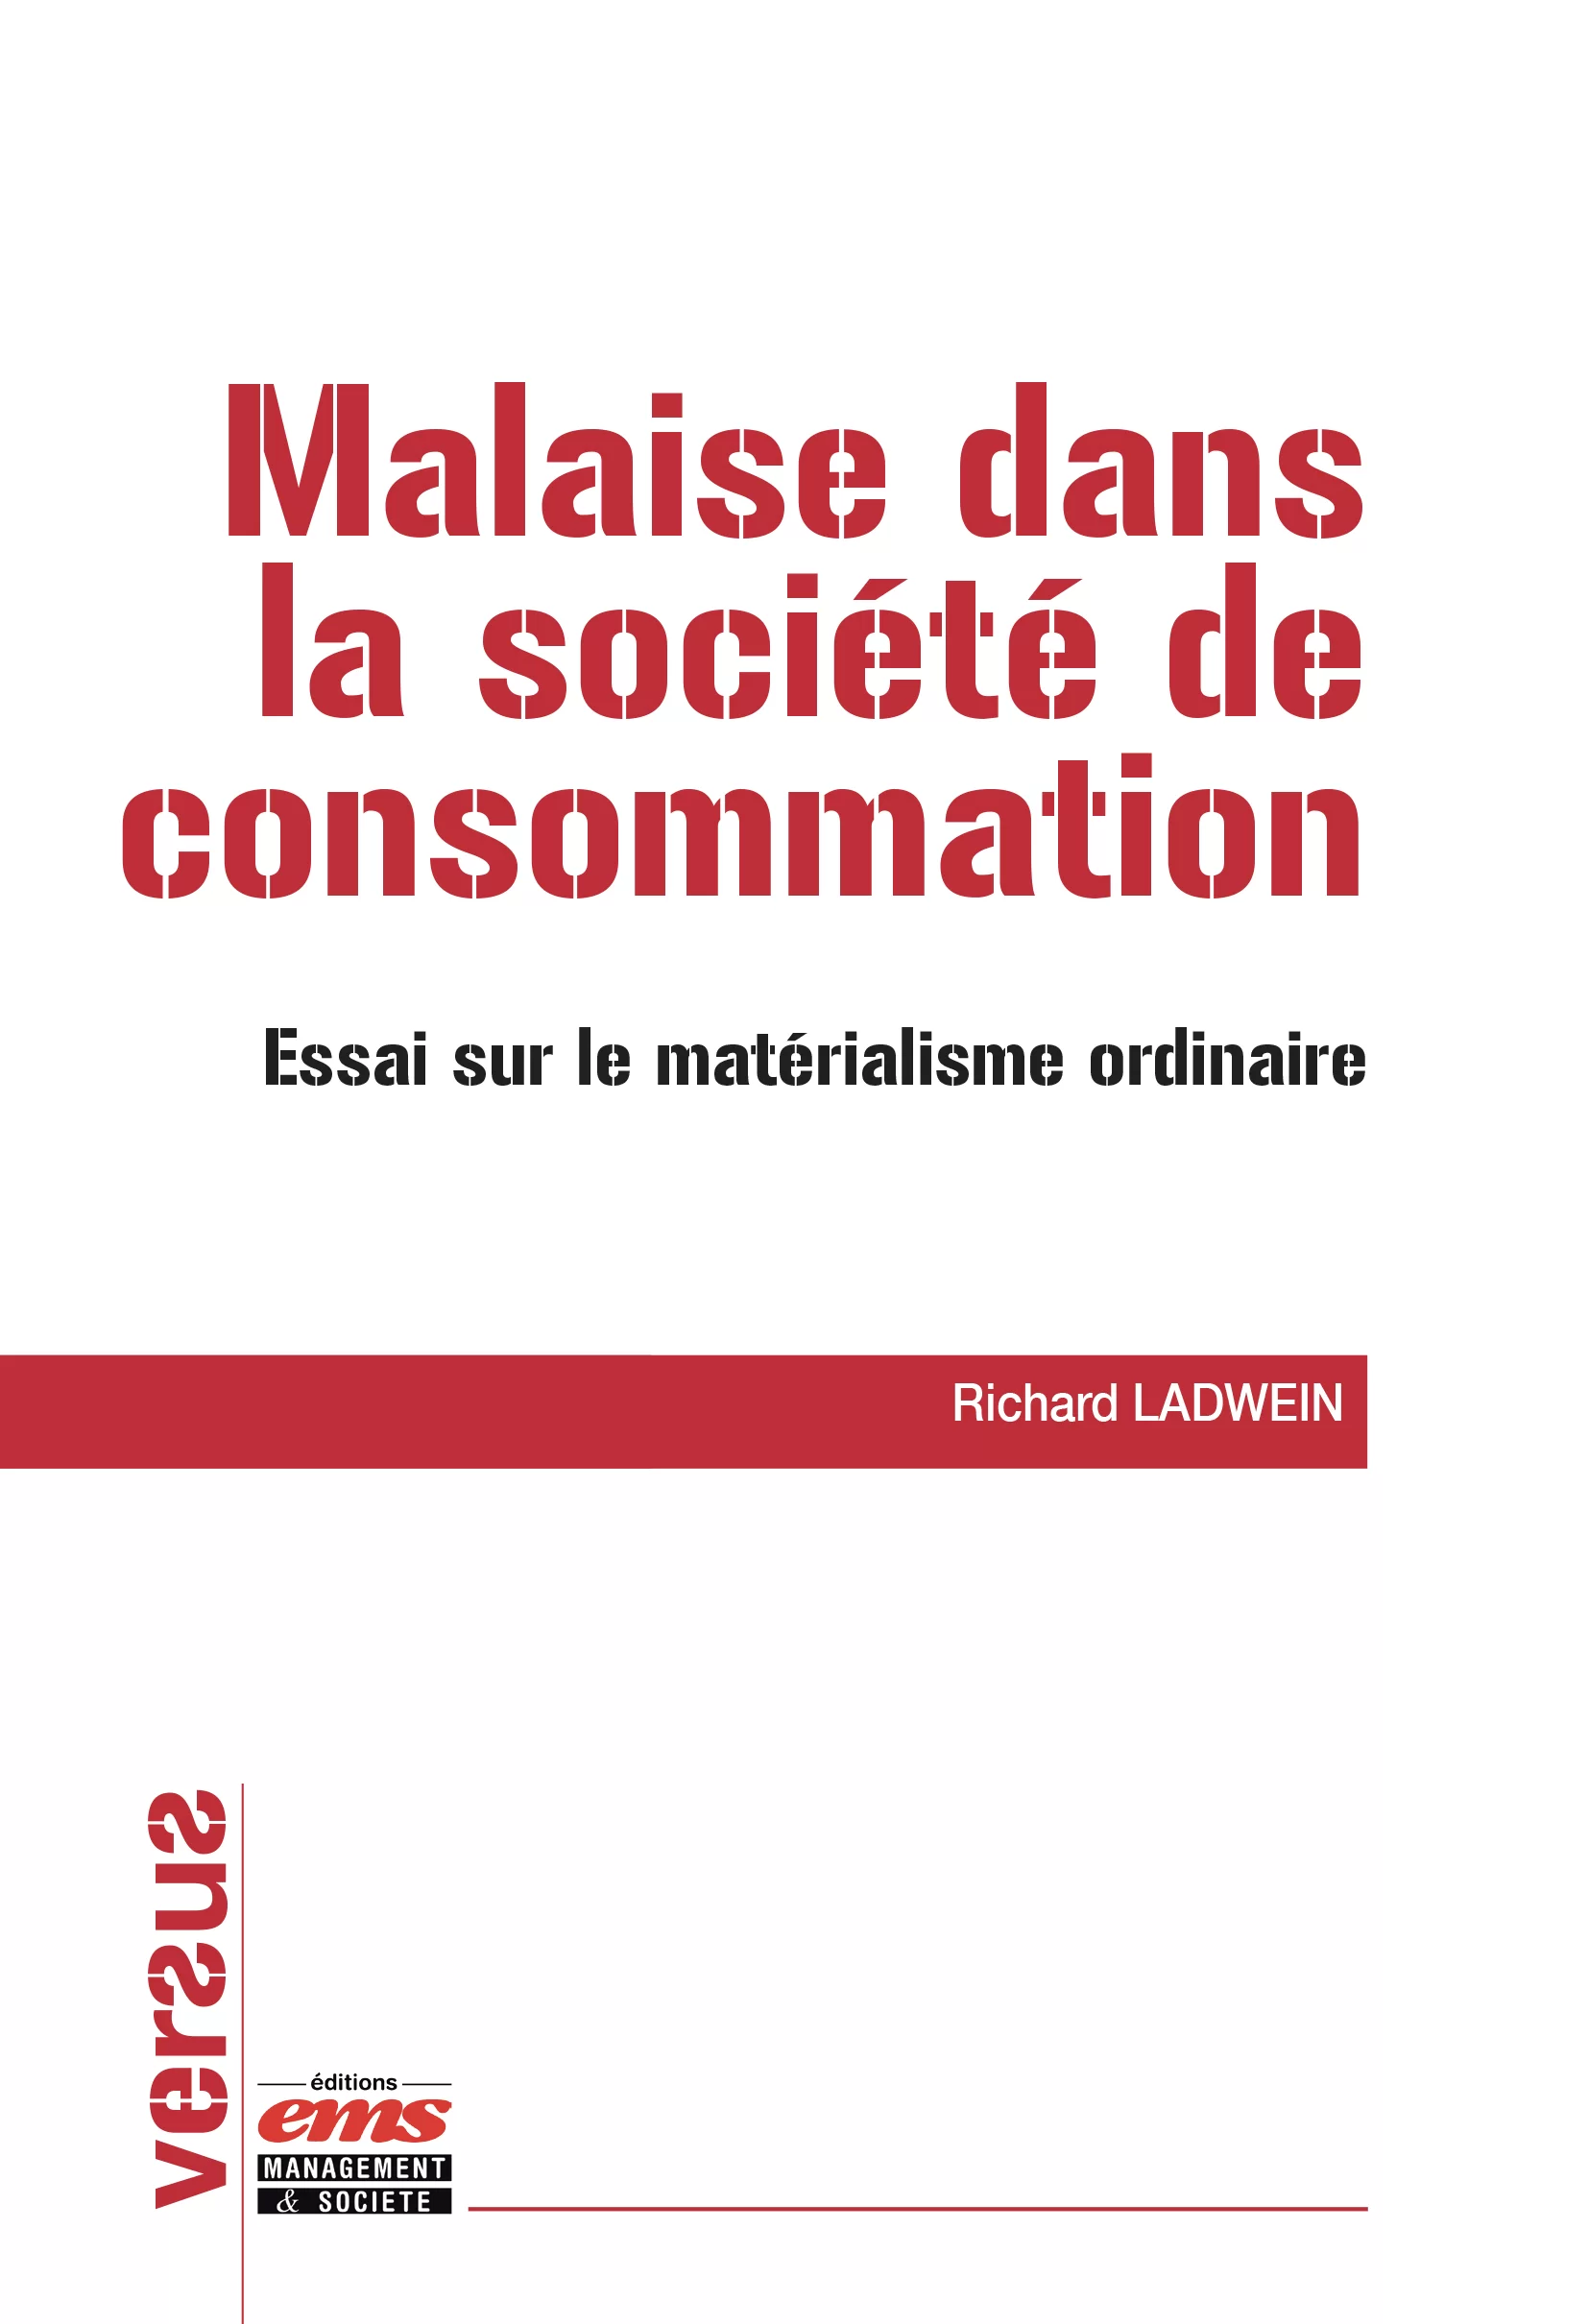 Malaise dans
la société de
consommation
Essai sur le matérialisme ordinaire
Richard LADWEIN
versus
éditions
ems
MANAGEMENT
& SOCIETE